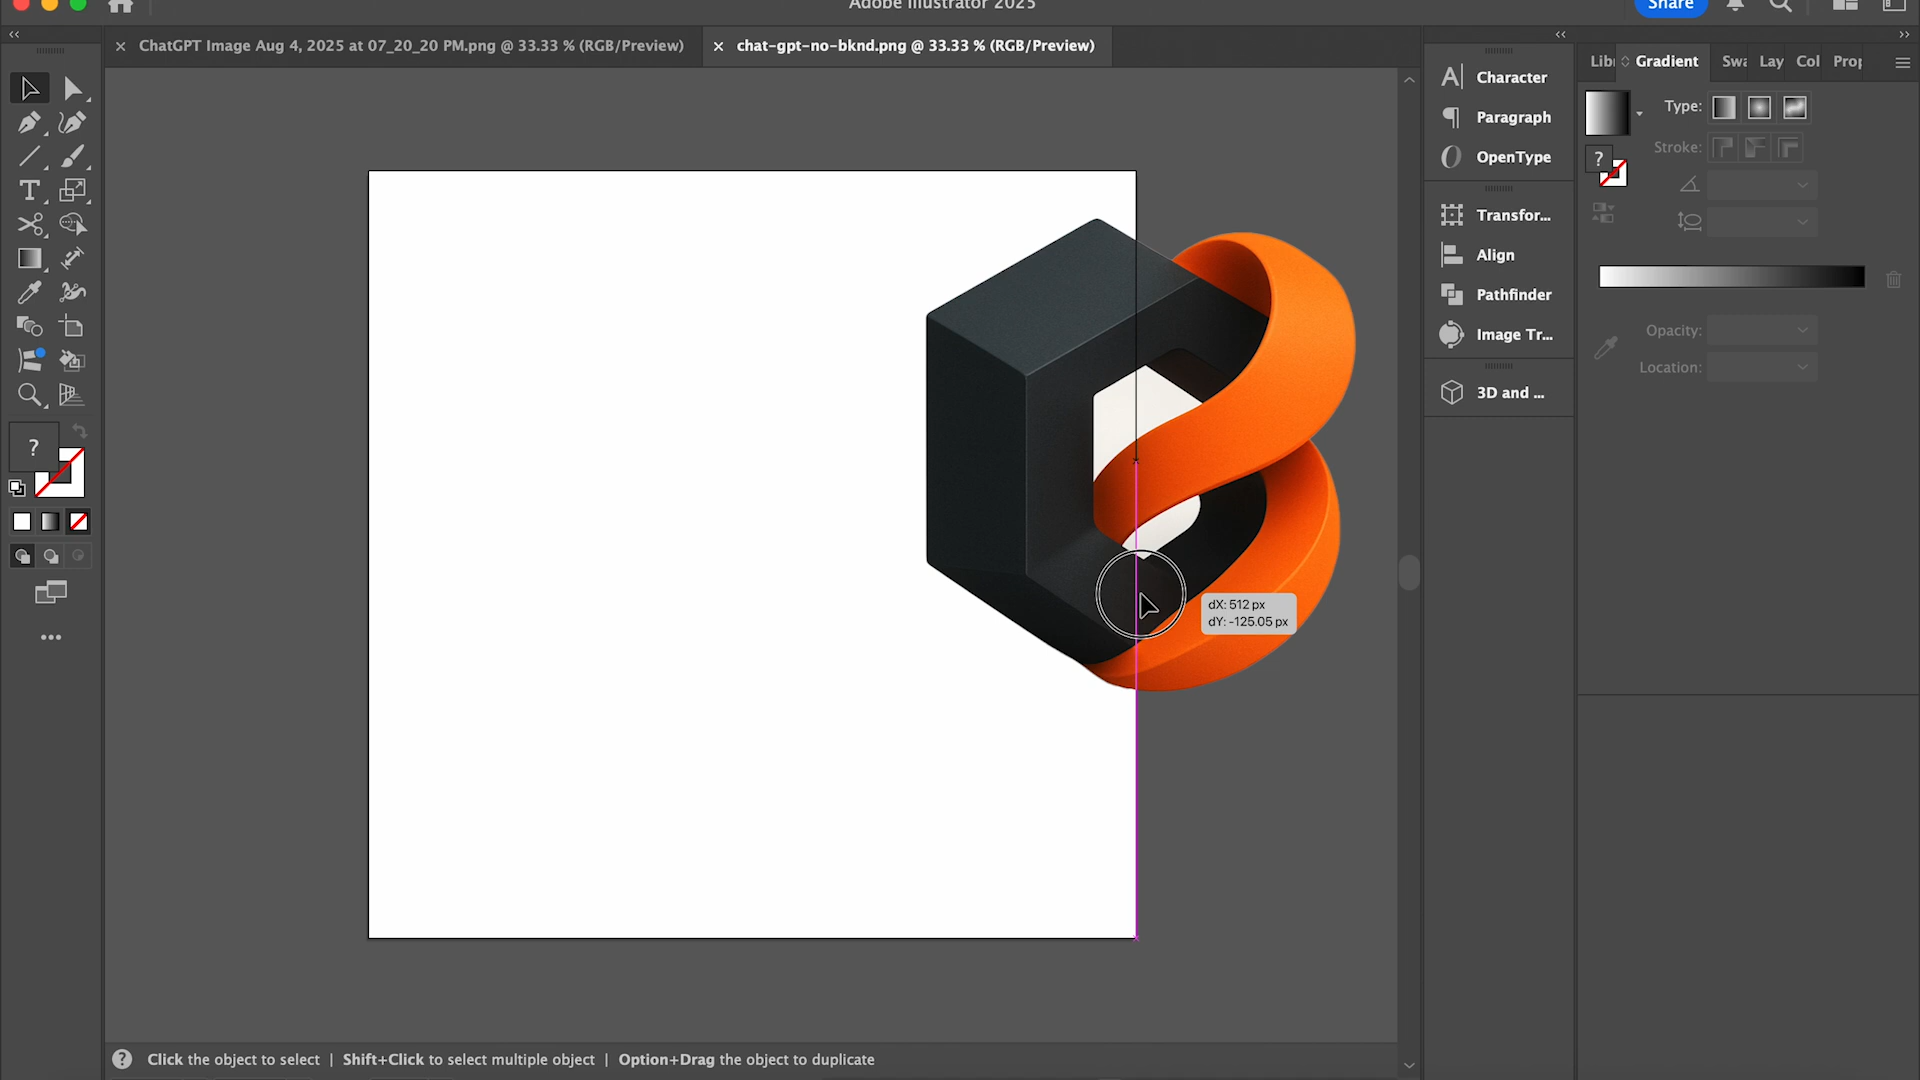 Adobe Illustrator 2025
Share
ChatGPT Image Aug 4, 2025 at 07_20_20 PM.png @ 33.33 % (RGB/Preview)
chat-gpt-no-bknd.png @ 33.33 % (RGB/Preview)
Character
Paragraph
OpenType
Transfor...
Align
Pathfinder
Image Tr...
3D and ...
Libr
Gradient
Swa
Lay
Col
Prop
Type:
Stroke:
Opacity:
Location:
dX: 512 px
dY: -125.05 px
Click the object to select | Shift+Click to select multiple object | Option+Drag the object to duplicate